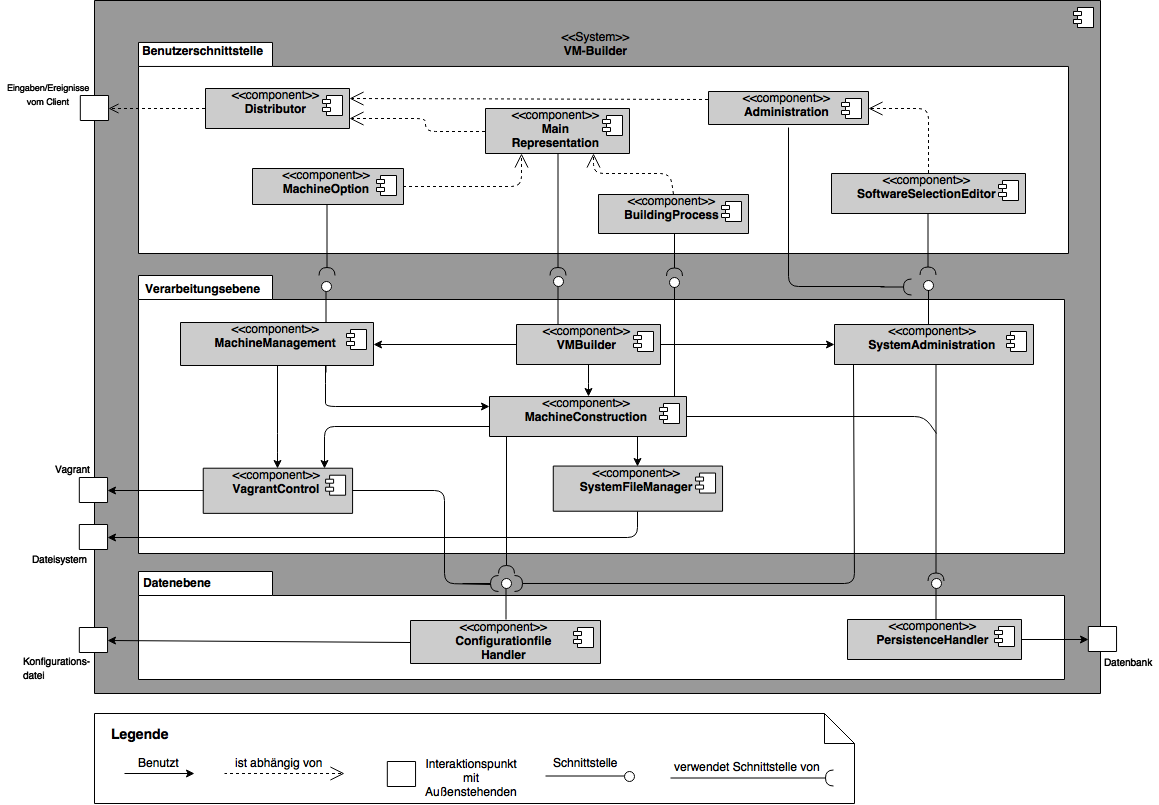 <<System>>
VM-Builder
Benutzerschnittstelle
Eingaben/Ereignisse
vom Client
<<component>>
Distributor
<<component>>
Main
Representation
<<component>>
Administration
<<component>>
MachineOption
<<component>>
BuildingProcess
<<component>>
SoftwareSelectionEditor
Verarbeitungsebene
<<component>>
MachineManagement
<<component>>
VMBuilder
<<component>>
SystemAdministration
<<component>>
MachineConstruction
Vagrant
<<component>>
VagrantControl
<<component>>
SystemFileManager
Dateisystem
Datenebene
<<component>>
Configurationfile
Handler
<<component>>
PersistenceHandler
Konfigurations-
datei
Datenbank
Legende
Benutzt
ist abhängig von
Interaktionspunkt
mit
Außenstehenden
Schnittstelle
verwendet Schnittstelle von